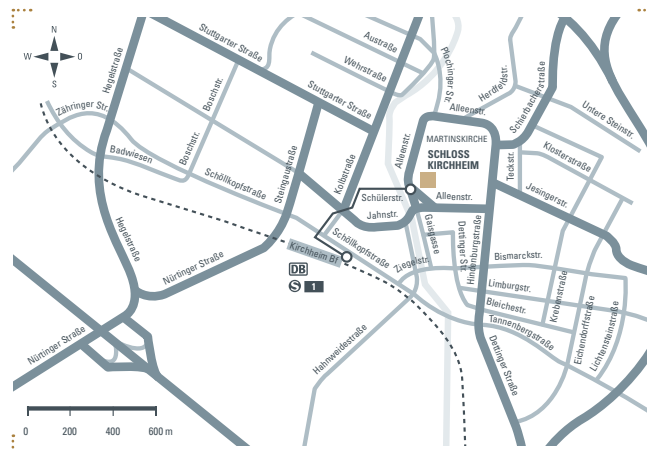 N
W
O
S
Stuttgarter Straße
Austraße
Wehrstraße
Stuttgarter Straße
Hegelstraße
Zähringer Str.
Badwiesen
Boschstr.
Boschstr.
Schöllkopfstraße
Steingaustraße
Kolbstraße
Plochinger Str.
Herdfeldstr.
Schierbacherstraße
Untere Steinstr.
Alleenstr.
Alleenstr.
MARTINSKIRCHE
SCHLOSS
KIRCHHEIM
Teckstr.
Klosterstraße
Jesingerstr.
Schülerstr.
Alleenstr.
Jahnstr.
Hegelstraße
Nürtinger Straße
Schöllkopfstraße
Kirchheim Bf
DB
S 1
Gaisgasse
Dettinger Str.
Hindenburgstraße
Ziegelstr.
Bismarckstr.
Limburgstr.
Bleichestr.
Tannenbergstraße
Krebenstraße
Eichendorffstraße
Lichtensteinstraße
Dettinger Straße
Hahnweidestraße
Nürtinger Straße
0 200 400 600 m